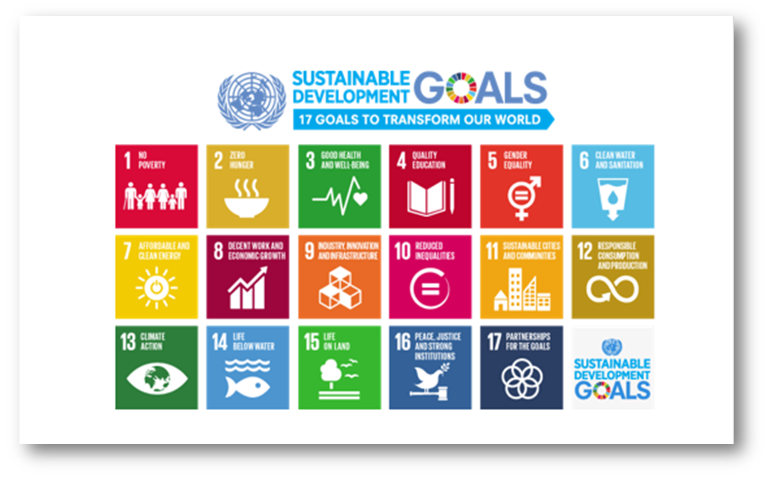 SUSTAINABLE
DEVELOPMENT
GOALS
17 GOALS TO TRANSFORM OUR WORLD
1 NO
POVERTY
2 ZERO
HUNGER
3 GOOD HEALTH
AND WELL-BEING
4 QUALITY
EDUCATION
5 GENDER
EQUALITY
6 CLEAN WATER
AND SANITATION
7 AFFORDABLE AND
CLEAN ENERGY
8 DECENT WORK AND
ECONOMIC GROWTH
9 INDUSTRY, INNOVATION
AND INFRASTRUCTURE
10 REDUCED
INEQUALITIES
11 SUSTAINABLE CITIES
AND COMMUNITIES
12 RESPONSIBLE
CONSUMPTION
AND PRODUCTION
13 CLIMATE
ACTION
14 LIFE
BELOW WATER
15 LIFE
ON LAND
16 PEACE, JUSTICE
AND STRONG
INSTITUTIONS
17 PARTNERSHIPS
FOR THE GOALS
SUSTAINABLE
DEVELOPMENT
GOALS